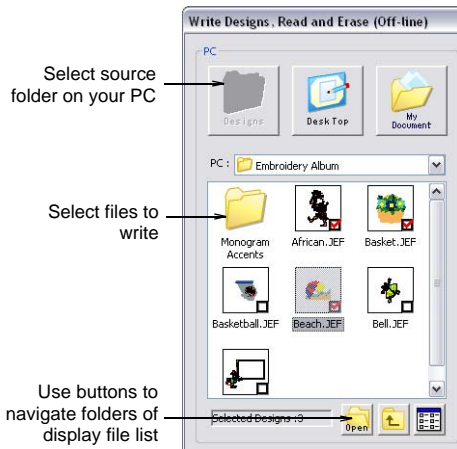 Write Designs, Read and Erase (Off-line)
PC
Select source
folder on your PC
Designs
Desk Top
My
Document
PC :
Embroidery Album
Select files to
write
Monogram
Accents
African.JEF
Basket.JEF
Basketball.JEF
Beach.JEF
Bell.JEF
Use buttons to
navigate folders of
display file list
Selected Designs :3
Open